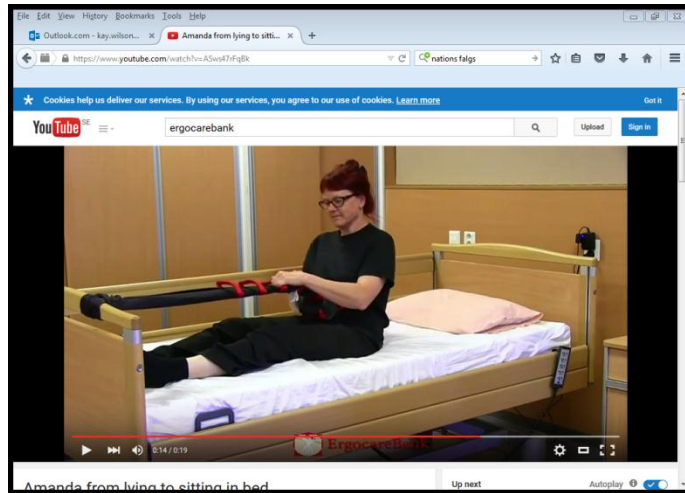 File Edit View History Bookmarks Tools Help
Outlook.com - kay.wilson... × Amanda from lying to sitti... × +
https://www.youtube.com/watch?v=A5ws47rFqBk nations falgs
Cookies help us deliver our services. By using our services, you agree to our use of cookies. Learn more Got it
YouTube SE ergocarebank Upload Sign in
0:14 / 0:19 ErgocareBank
Amanda from lying to sitting in bed Up next Autoplay